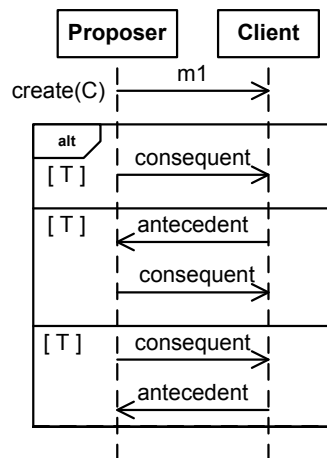 Proposer Client
m1
create(C)
alt
[ T ] consequent
[ T ] antecedent
consequent
[ T ] consequent
antecedent